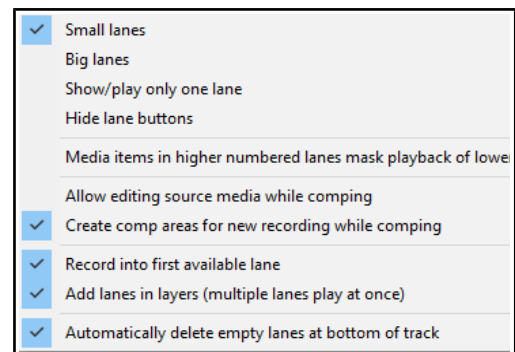 Small lanes
Big lanes
Show/play only one lane
Hide lane buttons
Media items in higher numbered lanes mask playback of lower
Allow editing source media while comping
Create comp areas for new recording while comping
Record into first available lane
Add lanes in layers (multiple lanes play at once)
Automatically delete empty lanes at bottom of track